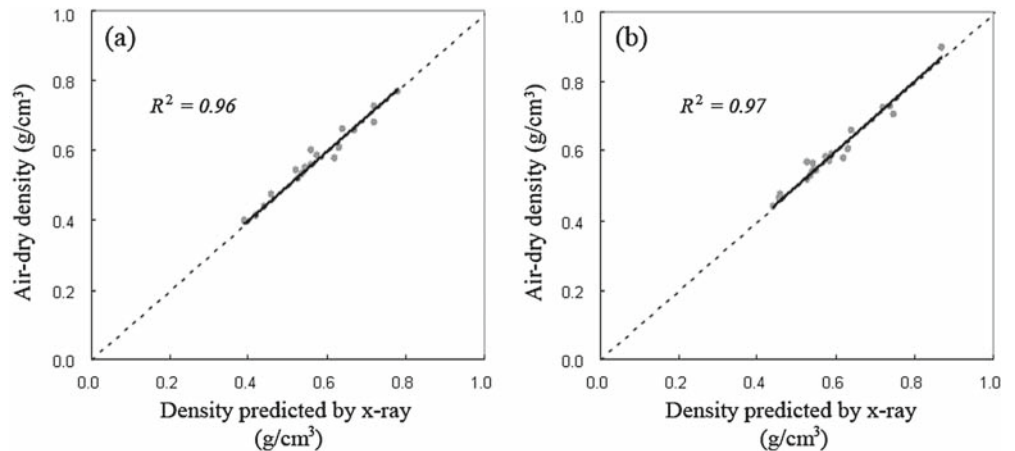 (a)
R² = 0.96
Air-dry density (g/cm³)
1.0
0.8
0.6
0.4
0.2
0.0
0.0 0.2 0.4 0.6 0.8 1.0
Density predicted by x-ray
(g/cm³)
(b)
R² = 0.97
Air-dry density (g/cm³)
1.0
0.8
0.6
0.4
0.2
0.0
0.0 0.2 0.4 0.6 0.8 1.0
Density predicted by x-ray
(g/cm³)